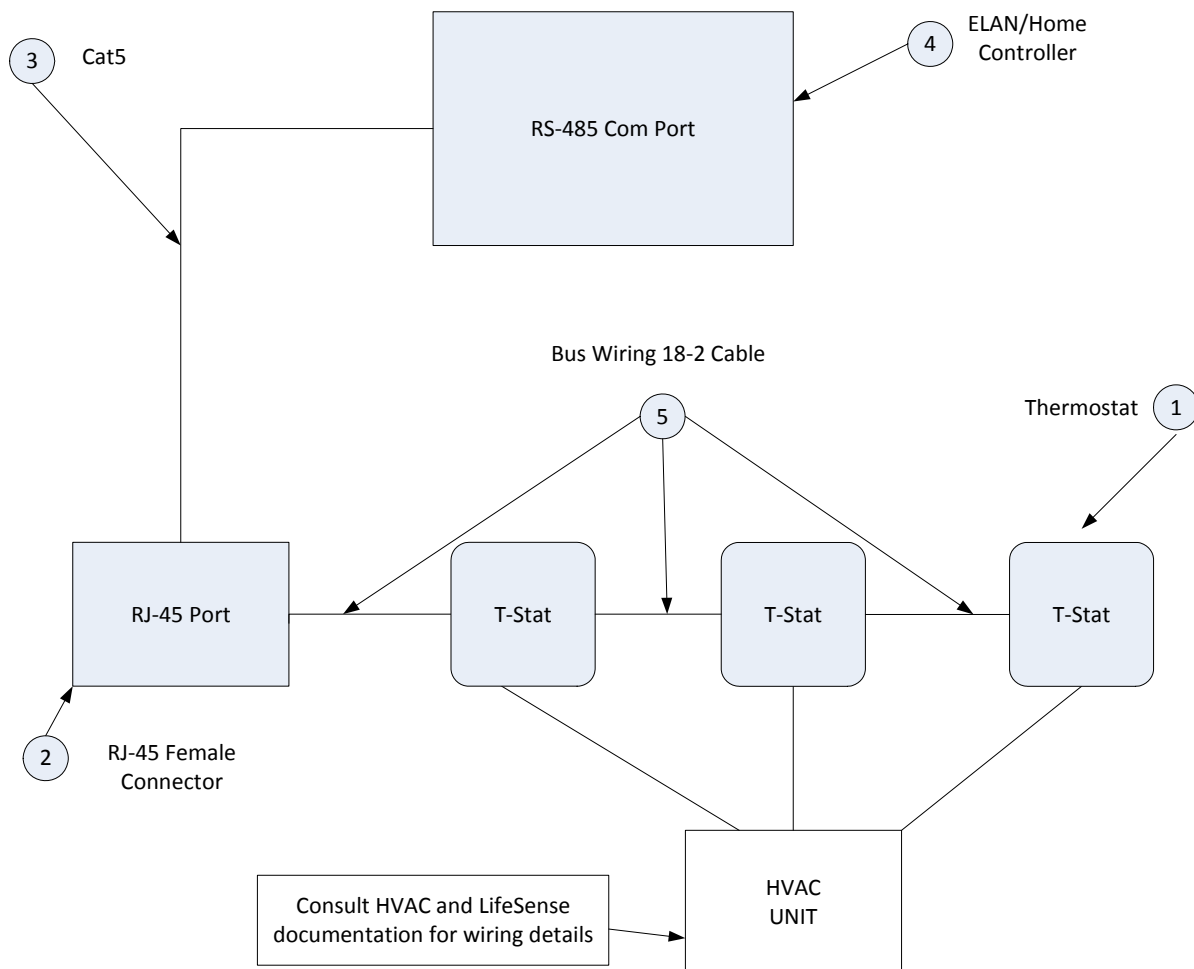 3
Cat5
4
ELAN/Home
Controller
RS-485 Com Port
Bus Wiring 18-2 Cable
5
Thermostat
1
RJ-45 Port
T-Stat
T-Stat
T-Stat
2
RJ-45 Female
Connector
HVAC
UNIT
Consult HVAC and LifeSense
documentation for wiring details